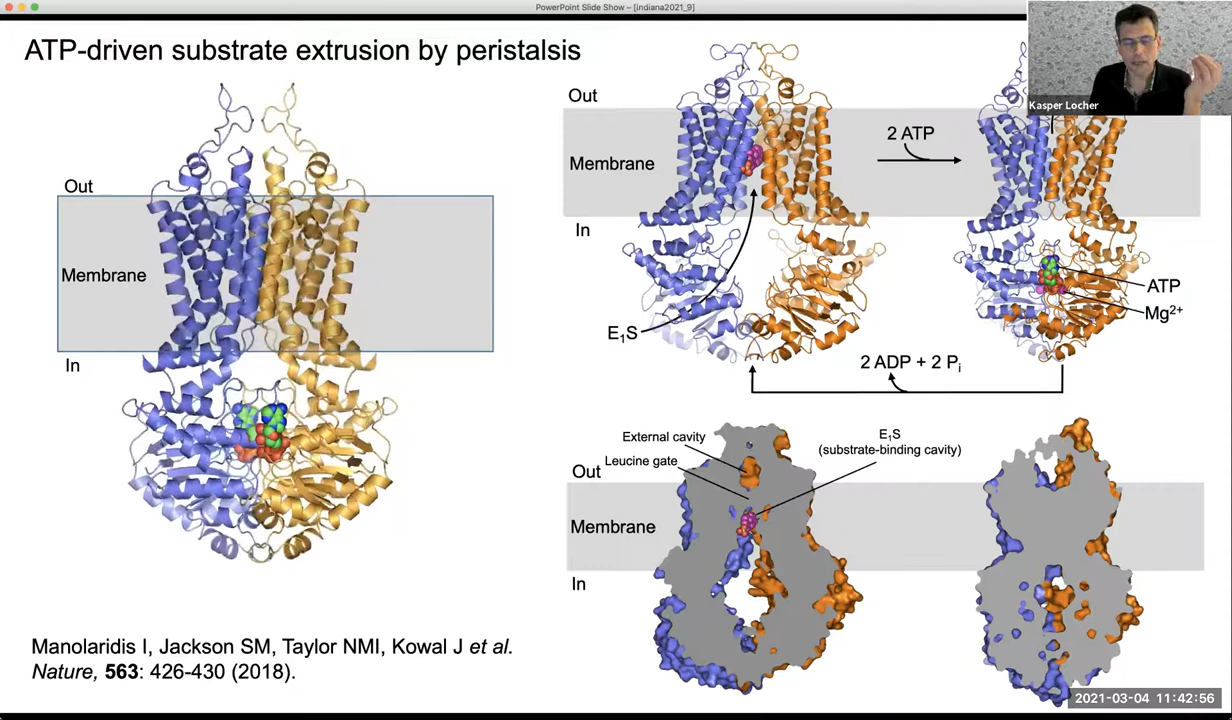 PowerPoint Slide Show – [indiana2021_9]
ATP-driven substrate extrusion by peristalsis
Kasper Locher
Out
Membrane
In
Out
Membrane
In
2 ATP
E₁S
ATP
Mg²⁺
2 ADP + 2 Pᵢ
External cavity
Leucine gate
E₁S
(substrate-binding cavity)
Out
Membrane
In
Manolaridis I, Jackson SM, Taylor NMI, Kowal J et al.
Nature, 563: 426-430 (2018).
2021-03-04 11:42:56